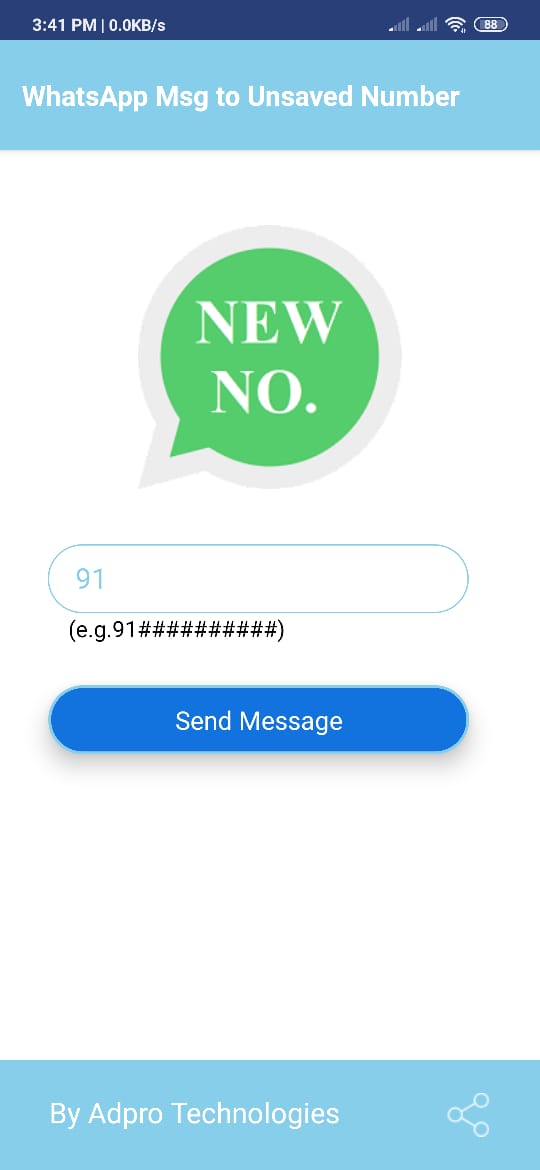 3:41 PM | 0.0KB/s
88
WhatsApp Msg to Unsaved Number
NEW
NO.
91
(e.g.91##########)
Send Message
By Adpro Technologies